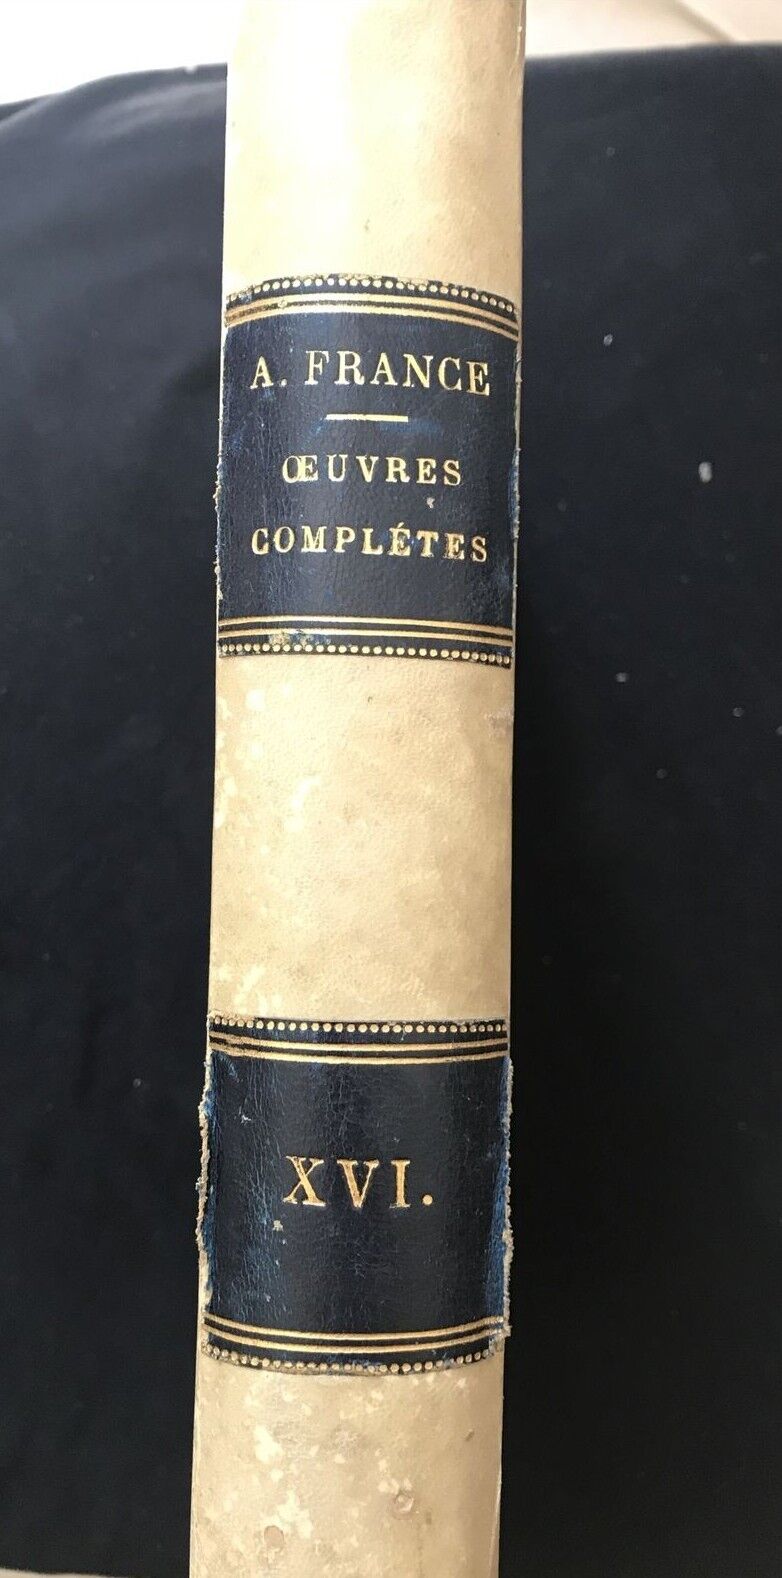 A. FRANCE
ŒUVRES
COMPLÉTES
XVI.